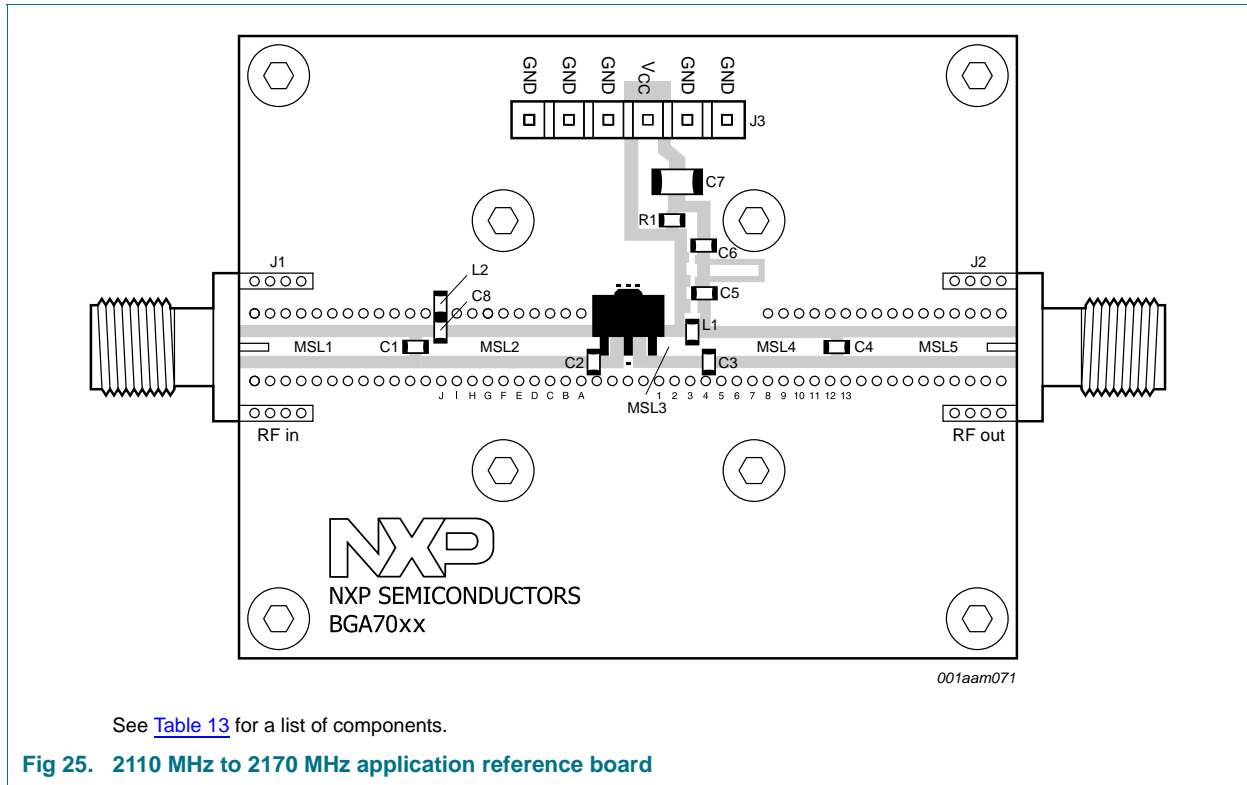 GND GND GND VCC GND GND
J3
C7
R1
C6
J1
J2
L2
C5
C8
L1
MSL1 C1 MSL2 MSL4 C4 MSL5
C2 C3
J I H G F E D C B A 1 2 3 4 5 6 7 8 9 10 11 12 13
MSL3
RF in
RF out
NXP
NXP SEMICONDUCTORS
BGA70xx
001aam071
See Table 13 for a list of components.
Fig 25. 2110 MHz to 2170 MHz application reference board